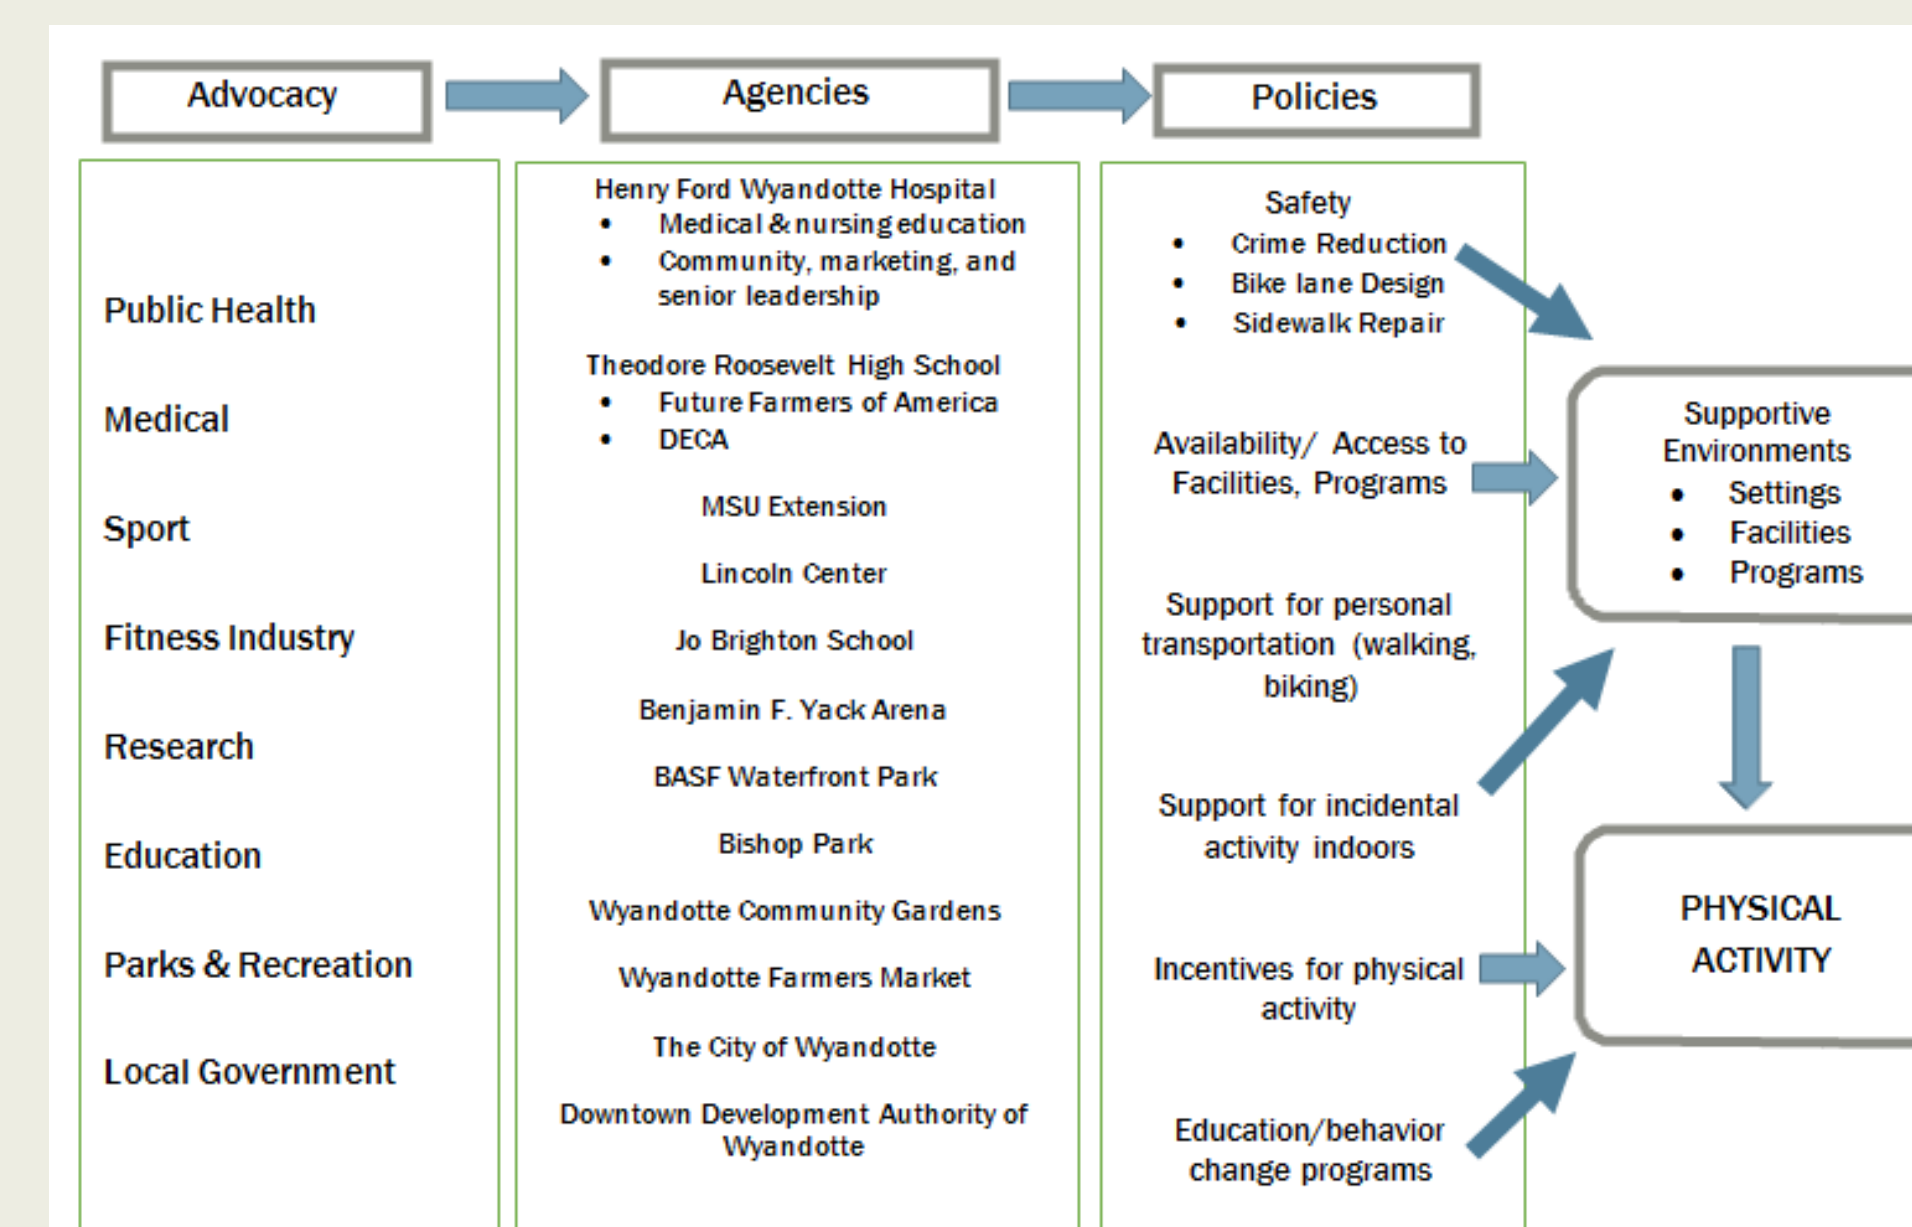 Advocacy
Agencies
Policies
Public Health
Medical
Sport
Fitness Industry
Research
Education
Parks & Recreation
Local Government
Henry Ford Wyandotte Hospital
• Medical & nursing education
• Community, marketing, and
senior leadership
Theodore Roosevelt High School
• Future Farmers of America
• DECA
MSU Extension
Lincoln Center
Jo Brighton School
Benjamin F. Yack Arena
BASF Waterfront Park
Bishop Park
Wyandotte Community Gardens
Wyandotte Farmers Market
The City of Wyandotte
Downtown Development Authority of
Wyandotte
Safety
• Crime Reduction
• Bike lane Design
• Sidewalk Repair
Availability/ Access to
Facilities, Programs
Support for personal
transportation (walking,
biking)
Support for incidental
activity indoors
Incentives for physical
activity
Education/behavior
change programs
Supportive
Environments
• Settings
• Facilities
• Programs
PHYSICAL
ACTIVITY